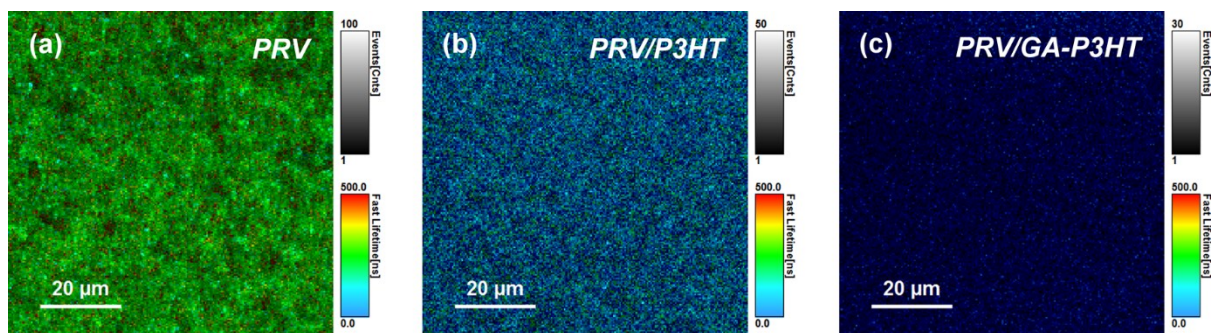 (a)
PRV
100
Events[Cnts]
1
500.0
Fast Lifetime[ns]
0.0
20 µm
(b)
PRV/P3HT
50
Events[Cnts]
1
500.0
Fast Lifetime[ns]
0.0
20 µm
(c)
PRV/GA-P3HT
30
Events[Cnts]
1
500.0
Fast Lifetime[ns]
0.0
20 µm